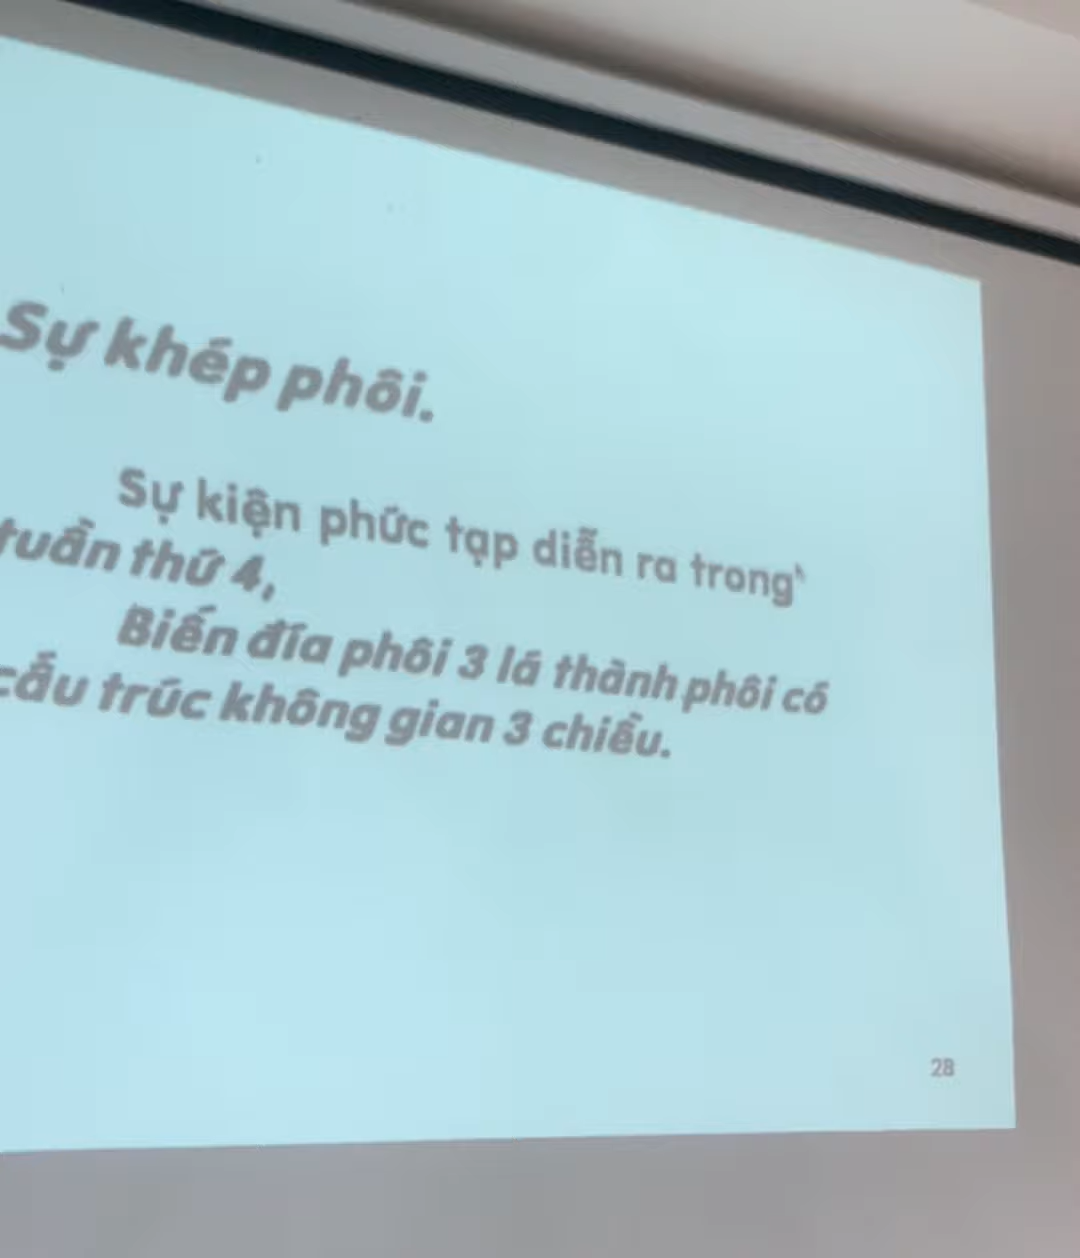 Sự khép phôi.
Sự kiện phức tạp diễn ra trong
tuần thứ 4,
Biến đĩa phôi 3 lá thành phôi có
cấu trúc không gian 3 chiều.
28